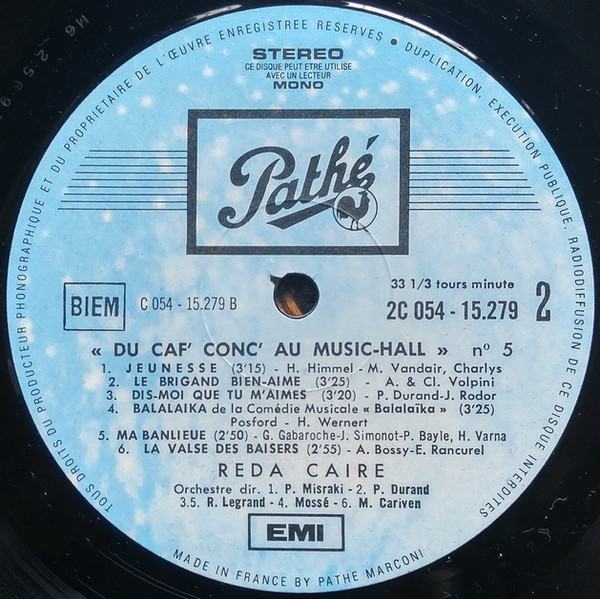 TOUS DROITS DU PRODUCTEUR PHONOGRAPHIQUE ET DU PROPRIETAIRE DE L'ŒUVRE ENREGISTREE RESERVES • DUPLICATION, EXECUTION PUBLIQUE, RADIODIFFUSION DE CE DISQUE INTERDITES
STEREO
CE DISQUE PEUT ETRE UTILISE
AVEC UN LECTEUR
MONO
Pathé
BIEM
C 054 - 15.279 B
33 1/3 tours minute
2C 054 - 15.279
2
« DU CAF' CONC' AU MUSIC-HALL » nº 5
1. JEUNESSE (3'15) - H. Himmel - M. Vandair, Charlys
2. LE BRIGAND BIEN-AIME (3'25) - A. & Cl. Volpini
3. DIS-MOI QUE TU M'AIMES (3'20) - P. Durand-J. Rodor
4. BALALAIKA de la Comédie Musicale « Balalaïka » (3'25)
Posford - H. Wernert
5. MA BANLIEUE (2'50) - G. Gabaroche-J. Simonot-P. Bayle, H. Varna
6. LA VALSE DES BAISERS (2'55) - A. Bossy-E. Rancurel
REDA CAIRE
Orchestre dir. 1. P. Misraki - 2. P. Durand
3.5. R. Legrand - 4. Mossé - 6. M. Cariven
EMI
MADE IN FRANCE BY PATHE MARCONI